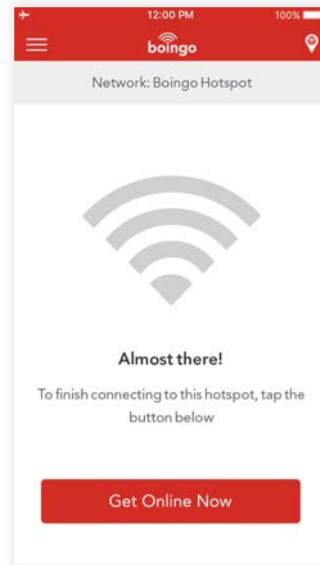 12:00 PM 100%
boingo
Network: Boingo Hotspot
Almost there!
To finish connecting to this hotspot, tap the
button below
Get Online Now